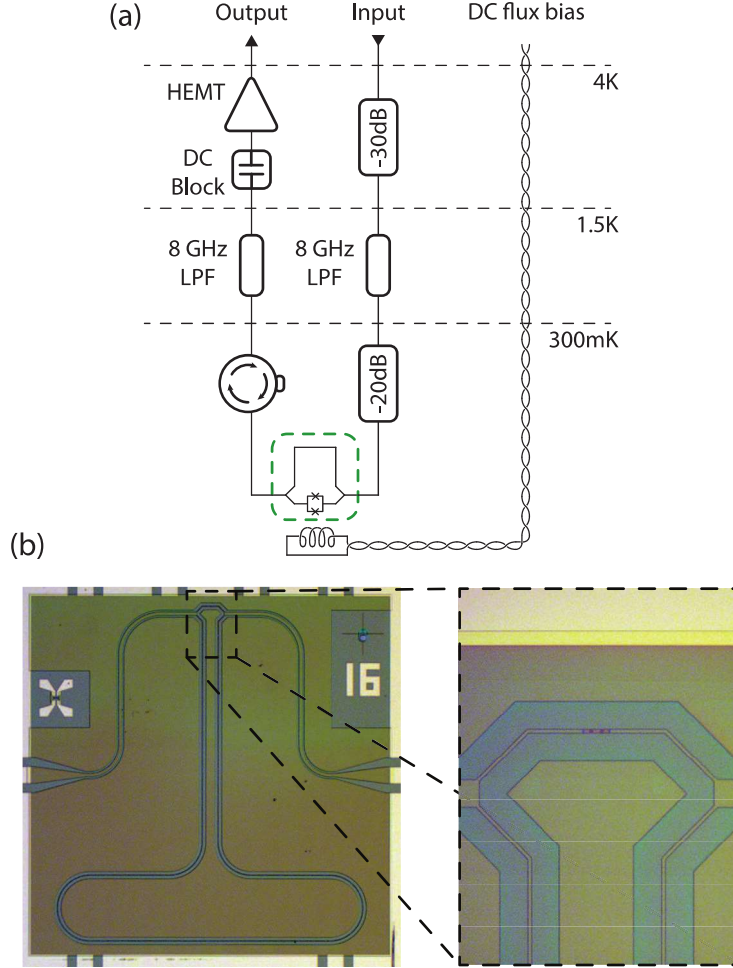 (a)
Output
Input
DC flux bias
4K
HEMT
-30dB
DC
Block
1.5K
8 GHz
LPF
8 GHz
LPF
300mK
-20dB
(b)
16